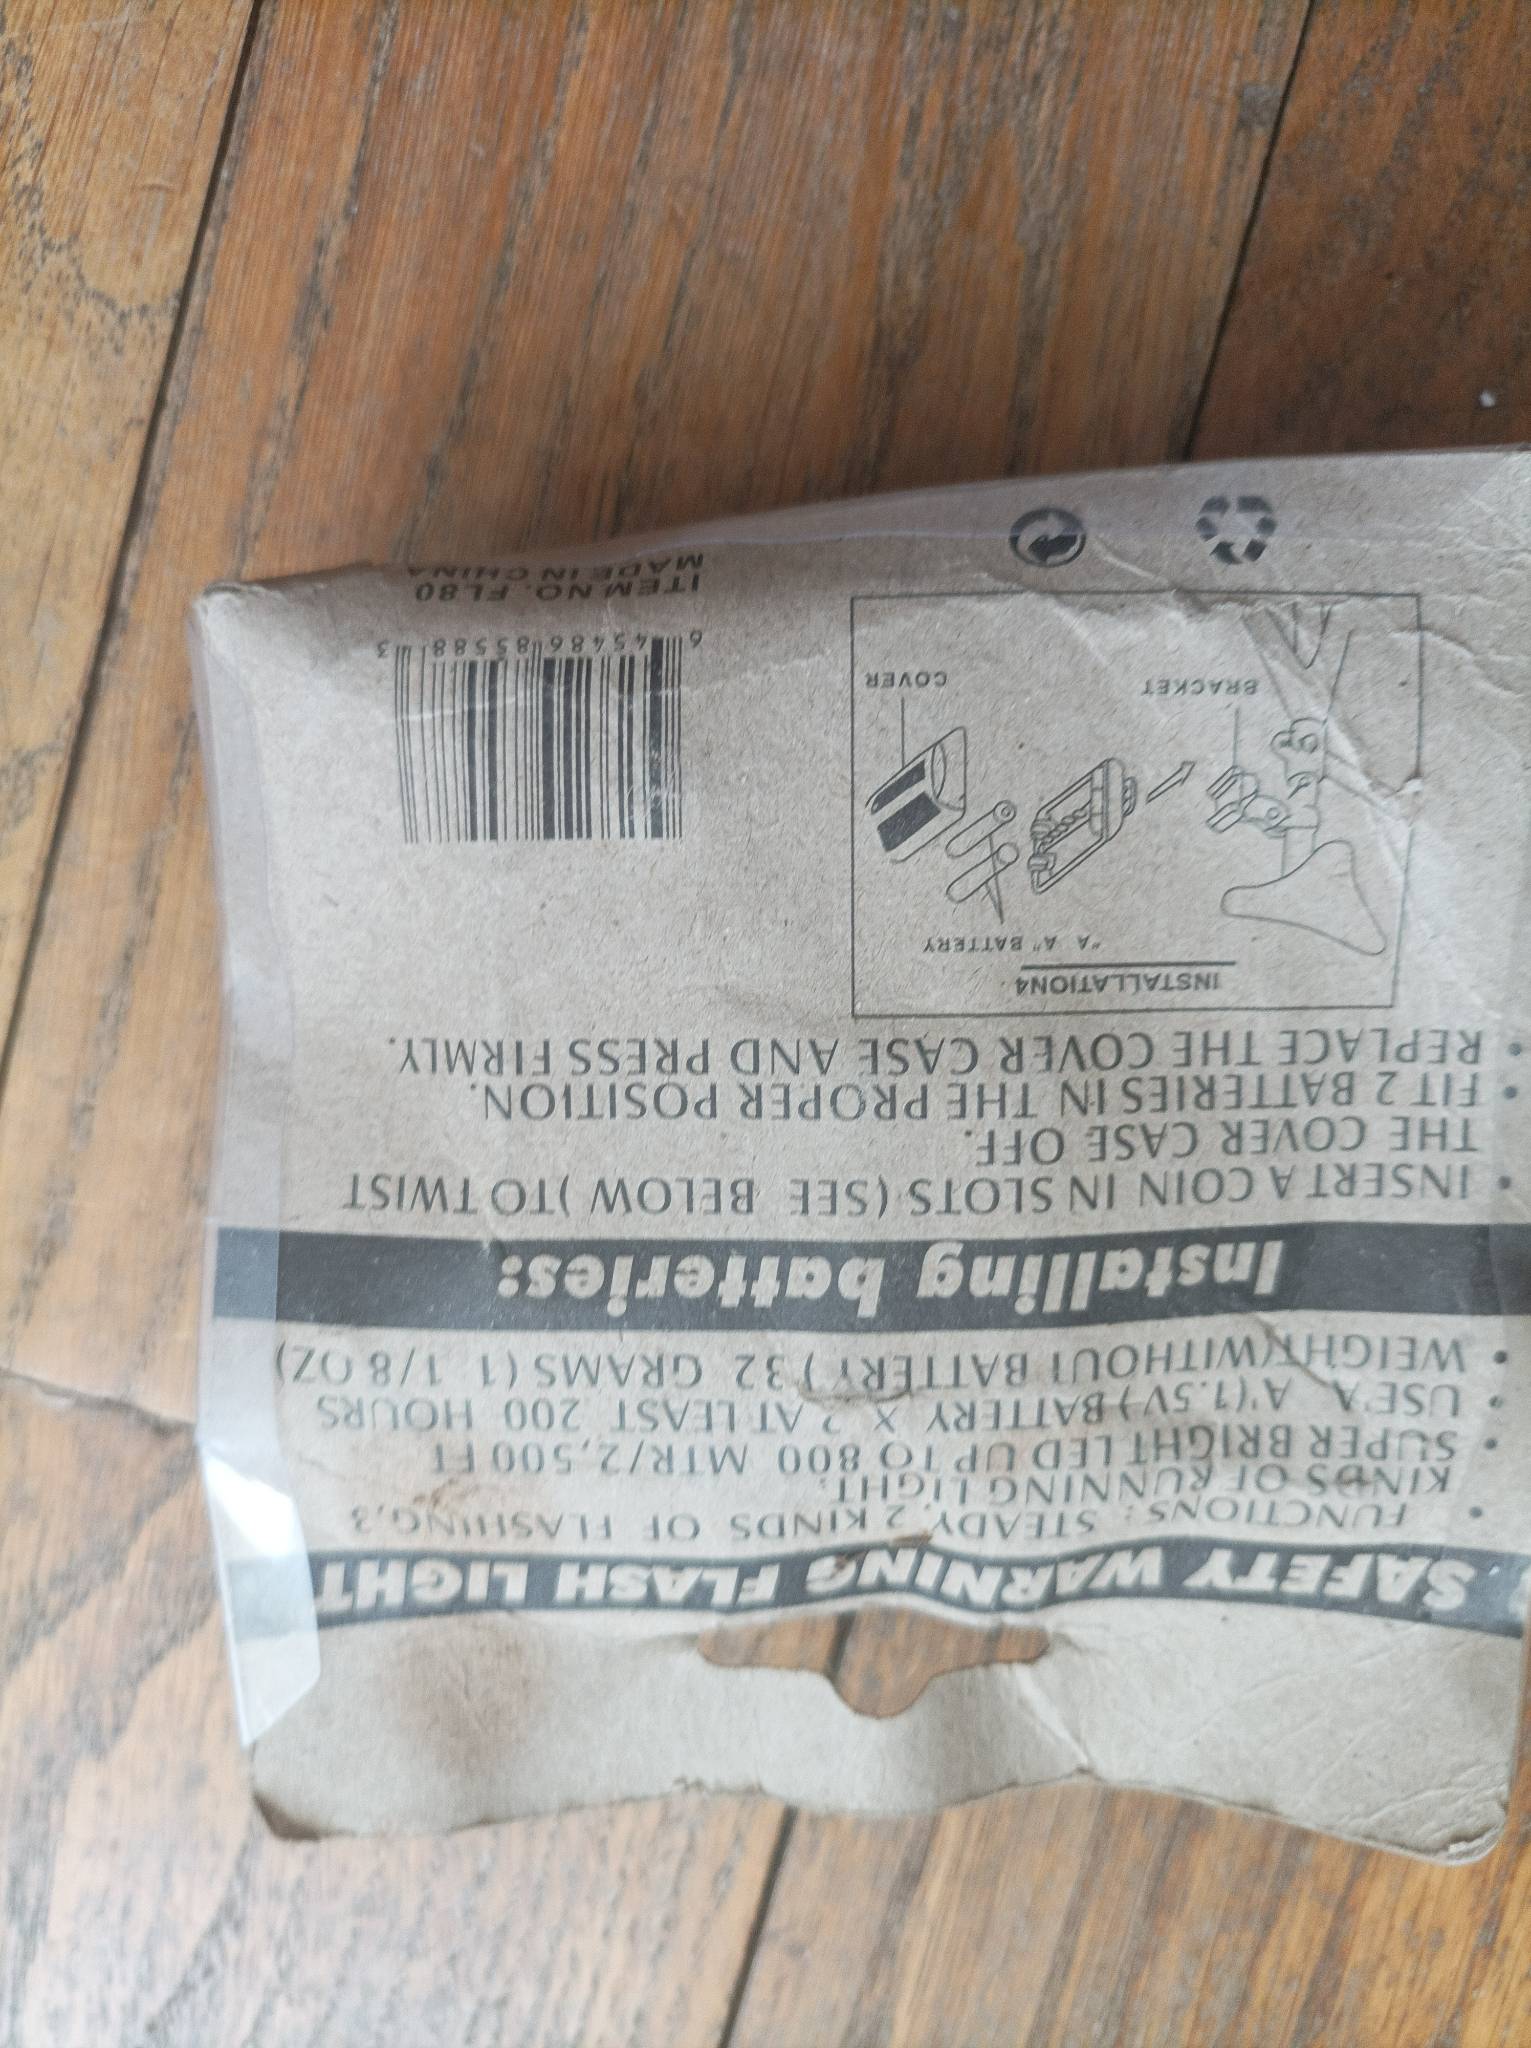 SAFETY WARNING FLASH LIGHT
• FUNCTIONS: STEADY, 2 KINDS OF FLASHING, 3
KINDS OF RUNNING LIGHT.
• SUPER BRIGHT LED UP TO 800 MTR/2,500 FT
• USE"A A"(1.5V) BATTERY X 2 AT LEAST 200 HOURS
• WEIGHT(WITHOUT BATTERY) 32 GRAMS (1 1/8 OZ)
Installing batteries:
• INSERT A COIN IN SLOTS (SEE BELOW) TO TWIST
THE COVER CASE OFF.
• FIT 2 BATTERIES IN THE PROPER POSITION.
• REPLACE THE COVER CASE AND PRESS FIRMLY.
INSTALLATION4
"A A" BATTERY
BRACKET
COVER
6 45486 85588 3
ITEM NO. FL80
MADE IN CHINA